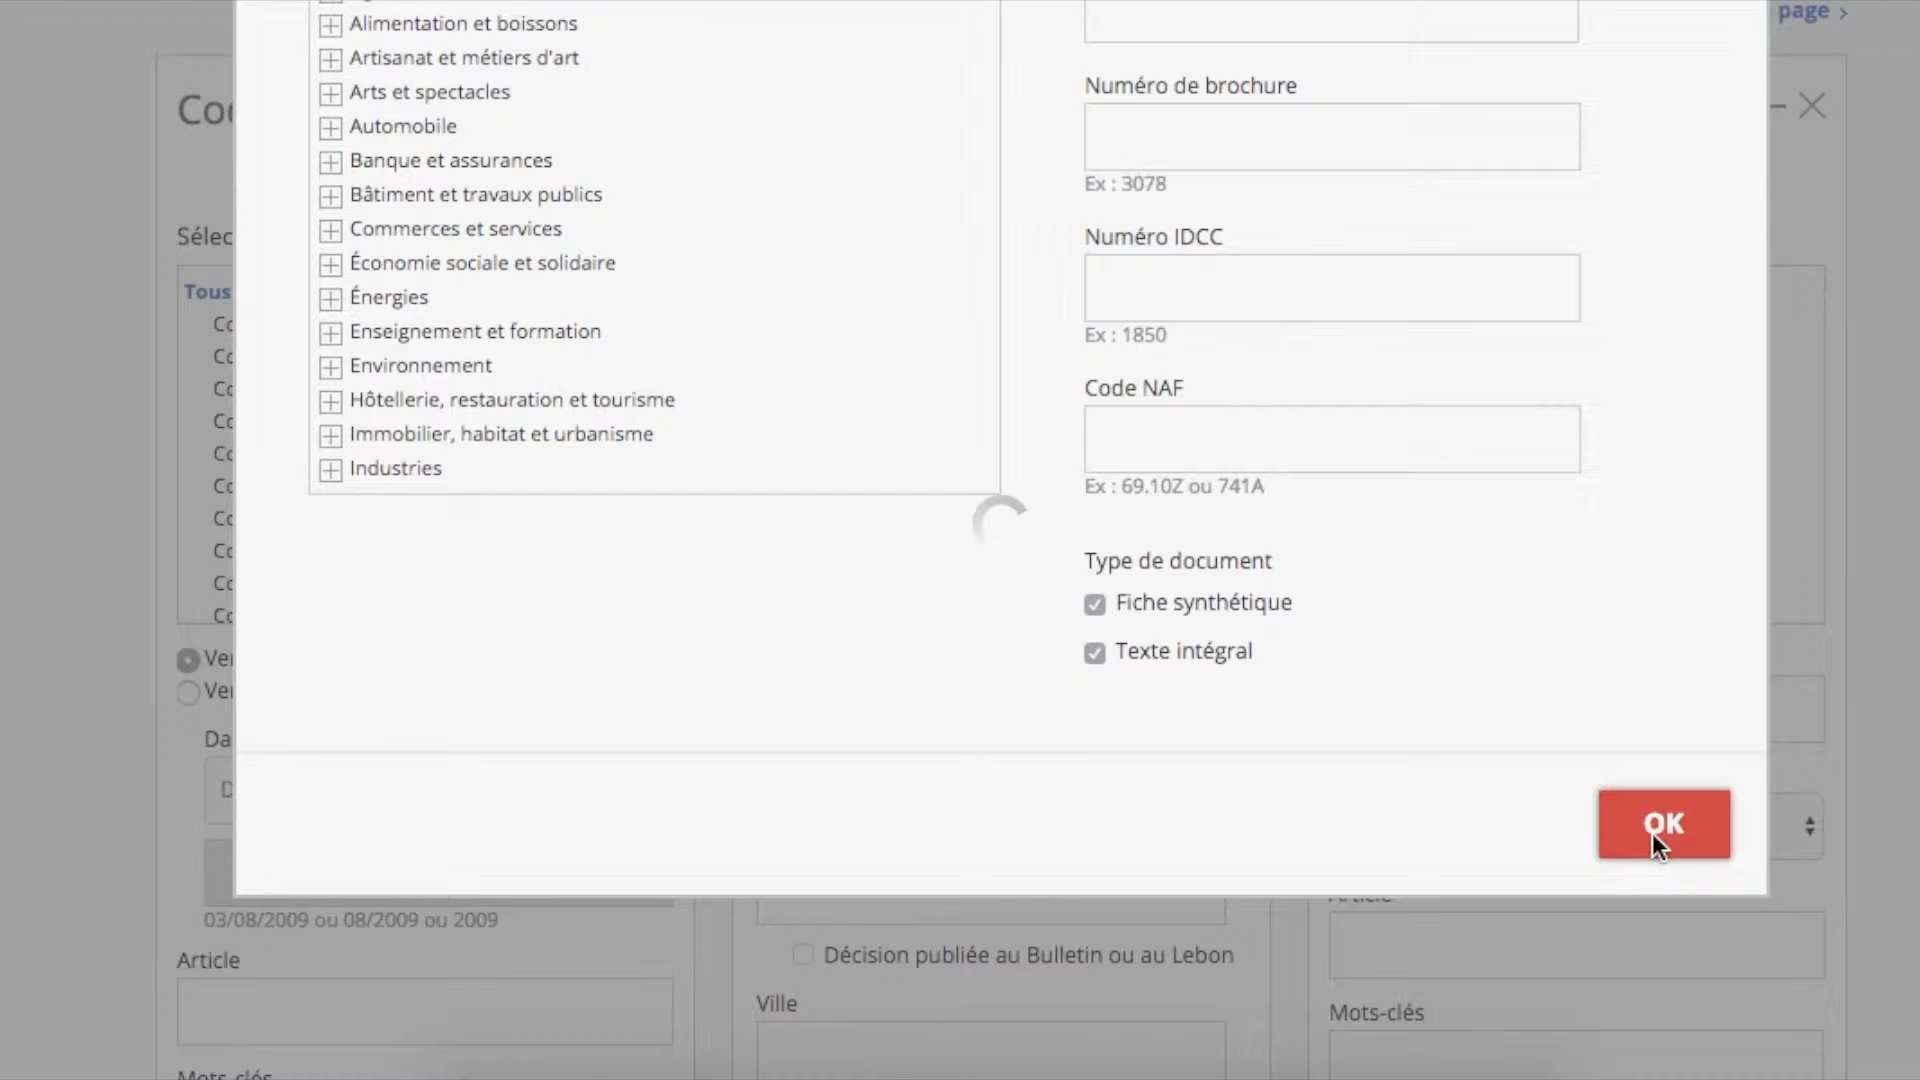 page >
Alimentation et boissons
Artisanat et métiers d'art
Arts et spectacles
Automobile
Banque et assurances
Bâtiment et travaux publics
Commerces et services
Économie sociale et solidaire
Énergies
Enseignement et formation
Environnement
Hôtellerie, restauration et tourisme
Immobilier, habitat et urbanisme
Industries
Numéro de brochure
Ex : 3078
Numéro IDCC
Ex : 1850
Code NAF
Ex : 69.10Z ou 741A
Type de document
Fiche synthétique
Texte intégral
OK
Tous
03/08/2009 ou 08/2009 ou 2009
Article
Décision publiée au Bulletin ou au Lebon
Ville
Article
Mots-clés
Mots-clés